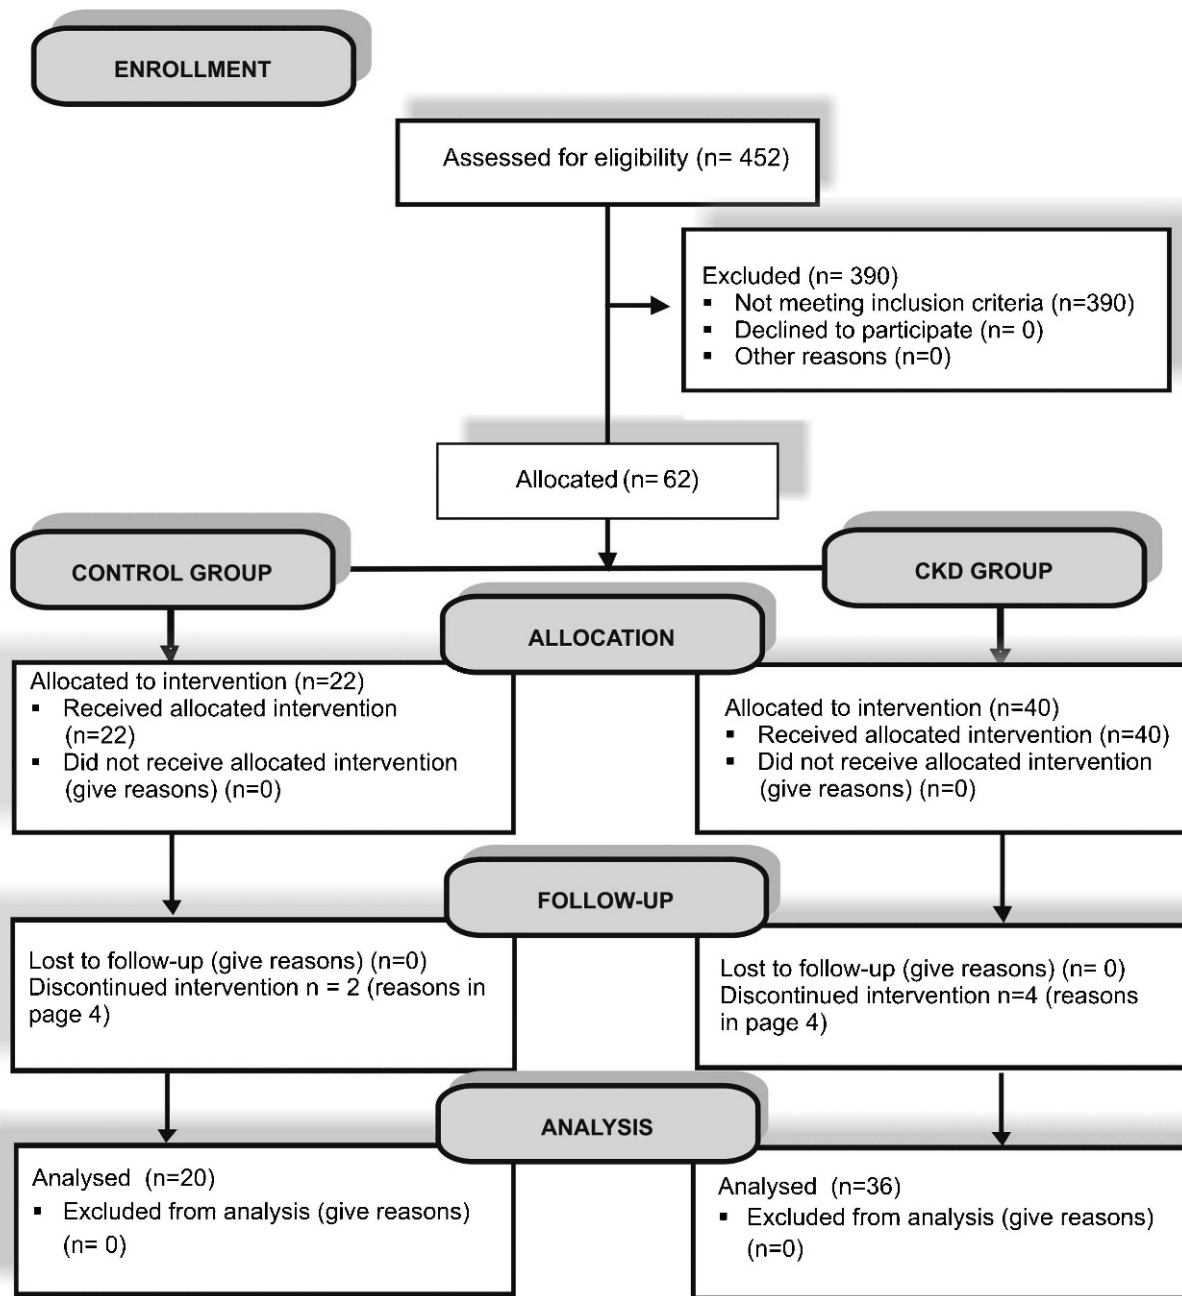 ENROLLMENT
Assessed for eligibility (n= 452)
Excluded (n= 390)
▪ Not meeting inclusion criteria (n=390)
▪ Declined to participate (n= 0)
▪ Other reasons (n=0)
Allocated (n= 62)
CONTROL GROUP
CKD GROUP
ALLOCATION
Allocated to intervention (n=22)
▪ Received allocated intervention
(n=22)
▪ Did not receive allocated intervention
(give reasons) (n=0)
Allocated to intervention (n=40)
▪ Received allocated intervention (n=40)
▪ Did not receive allocated intervention
(give reasons) (n=0)
FOLLOW-UP
Lost to follow-up (give reasons) (n=0)
Discontinued intervention n = 2 (reasons in
page 4)
Lost to follow-up (give reasons) (n= 0)
Discontinued intervention n=4 (reasons
in page 4)
ANALYSIS
Analysed (n=20)
▪ Excluded from analysis (give reasons)
(n= 0)
Analysed (n=36)
▪ Excluded from analysis (give reasons)
(n=0)